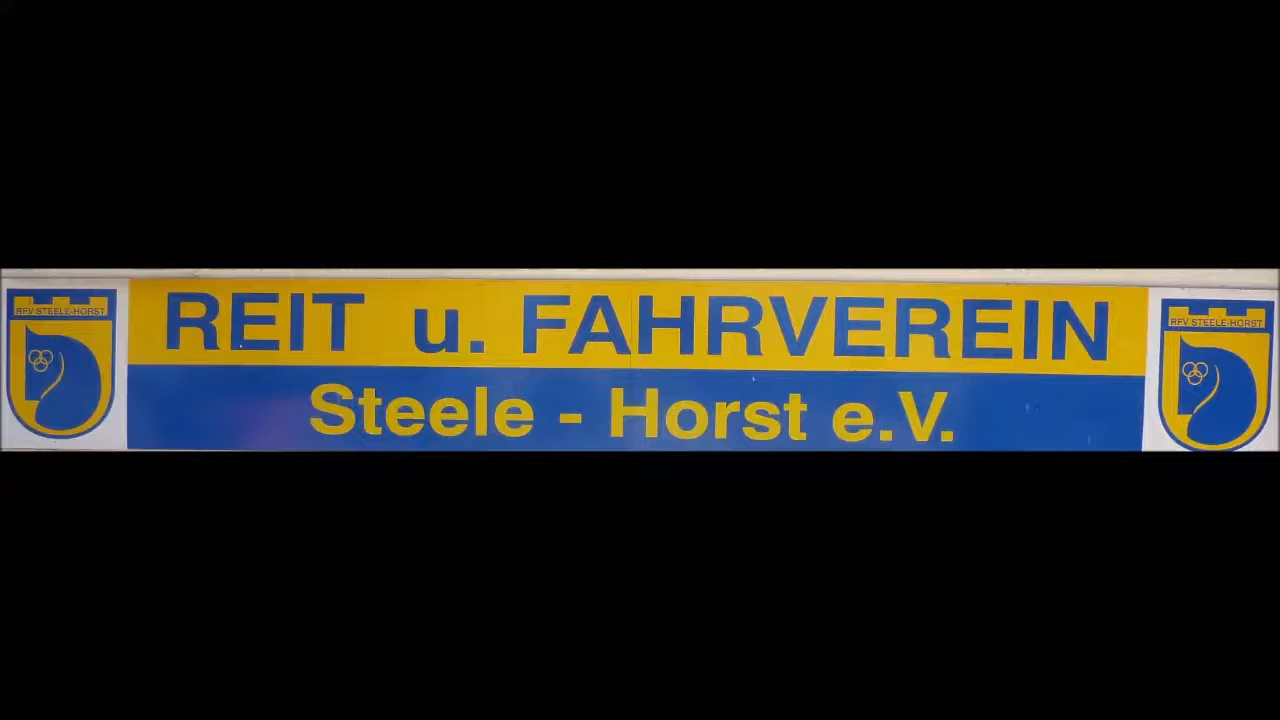 RFV STEELE-HORST
REIT u. FAHRVEREIN
Steele - Horst e.V.
RFV STEELE-HORST